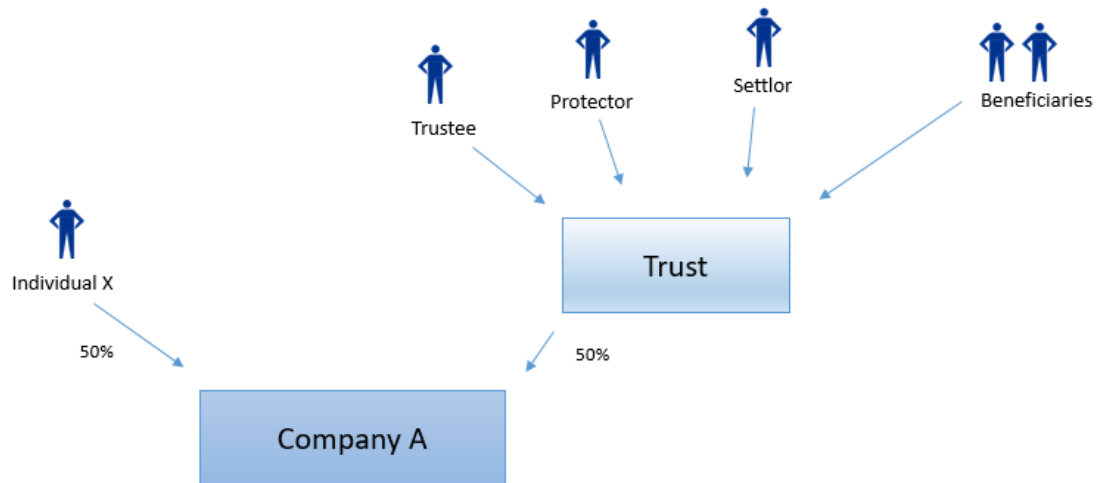 Settlor
Protector
Beneficiaries
Trustee
Trust
Individual X
50%
50%
Company A